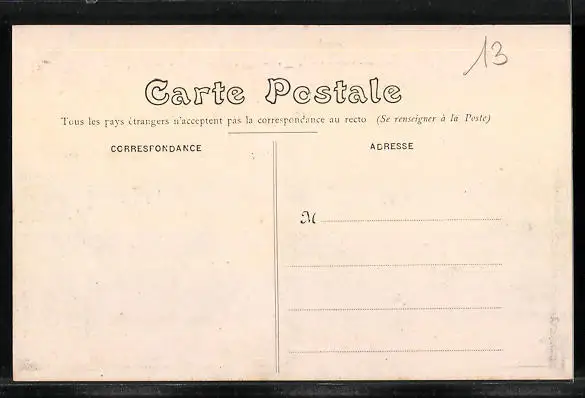 13
Carte Postale
Tous les pays étrangers n'acceptent pas la correspondance au recto (Se renseigner à la Poste)
CORRESPONDANCE
ADRESSE
M